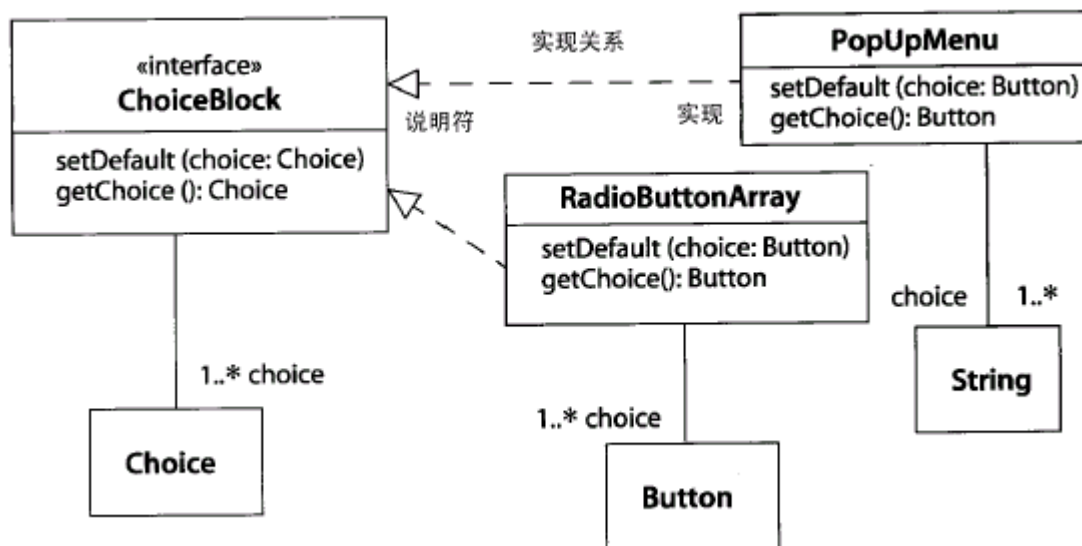 «interface»
ChoiceBlock
setDefault (choice: Choice)
getChoice (): Choice
实现关系
说明符
实现
PopUpMenu
setDefault (choice: Button)
getChoice(): Button
RadioButtonArray
setDefault (choice: Button)
getChoice(): Button
1..* choice
Choice
1..* choice
Button
choice 1..*
String